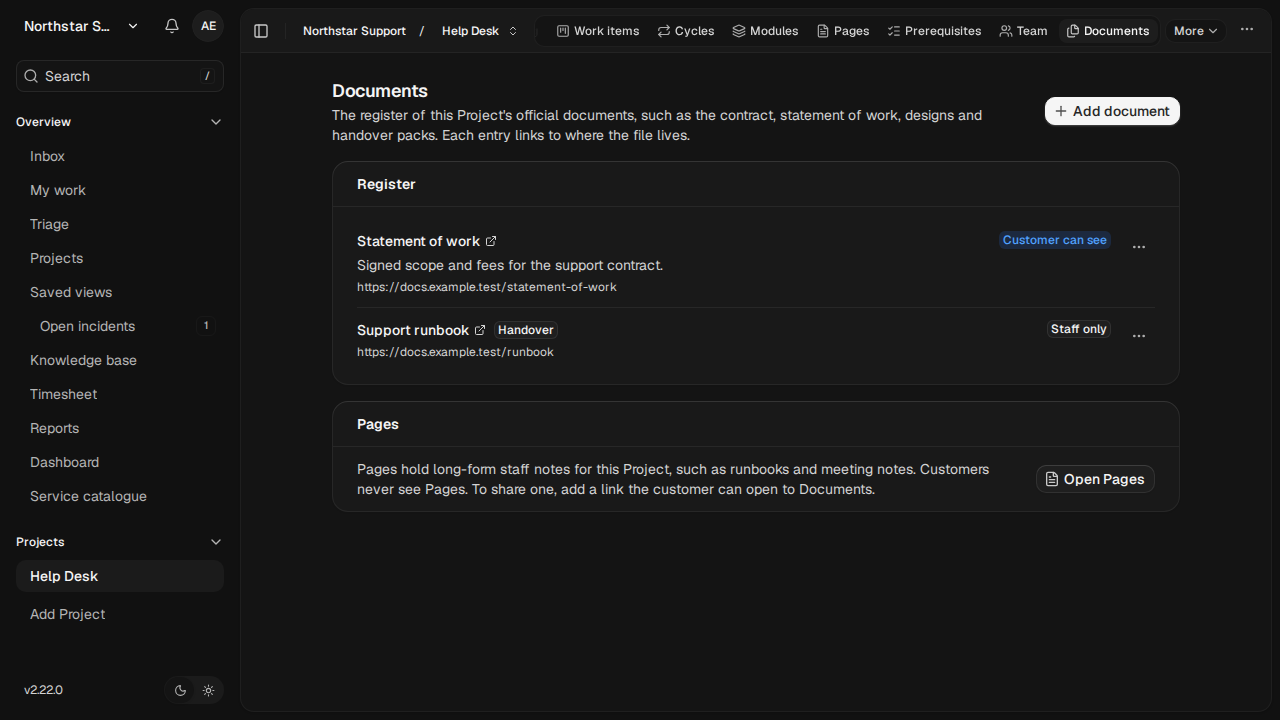 Northstar S...
AE
Search
/
Overview
Inbox
My work
Triage
Projects
Saved views
Open incidents
1
Knowledge base
Timesheet
Reports
Dashboard
Service catalogue
Projects
Help Desk
Add Project
v2.22.0
Northstar Support / Help Desk
Work items
Cycles
Modules
Pages
Prerequisites
Team
Documents
More
Documents
The register of this Project's official documents, such as the contract, statement of work, designs and
handover packs. Each entry links to where the file lives.
Add document
Register
Statement of work
Customer can see
Signed scope and fees for the support contract.
https://docs.example.test/statement-of-work
Support runbook
Handover
Staff only
https://docs.example.test/runbook
Pages
Pages hold long-form staff notes for this Project, such as runbooks and meeting notes. Customers
never see Pages. To share one, add a link the customer can open to Documents.
Open Pages